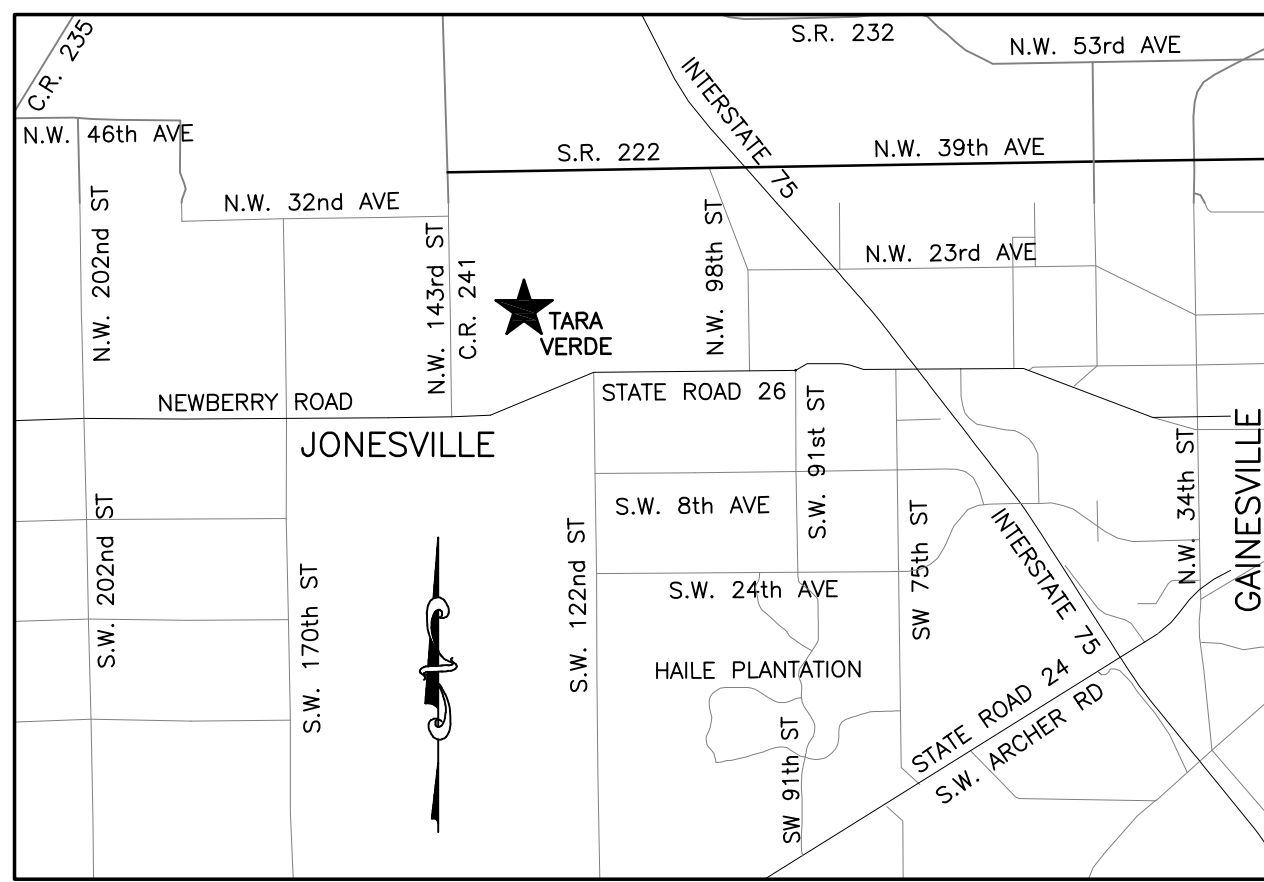 C.R. 235
S.R. 232
N.W. 53rd AVE
INTERSTATE 75
N.W. 46th AVE
S.R. 222
N.W. 39th AVE
N.W. 202nd ST
N.W. 32nd AVE
N.W. 143rd ST
C.R. 241
N.W. 98th ST
N.W. 23rd AVE
TARA
VERDE
NEWBERRY ROAD
STATE ROAD 26
JONESVILLE
S.W. 91st ST
N.W. 34th ST
GAINESVILLE
S.W. 202nd ST
S.W. 8th AVE
SW 75th ST
INTERSTATE 75
S.W. 170th ST
S.W. 122nd ST
S.W. 24th AVE
HAILE PLANTATION
STATE ROAD 24
S.W. ARCHER RD
SW 91th ST